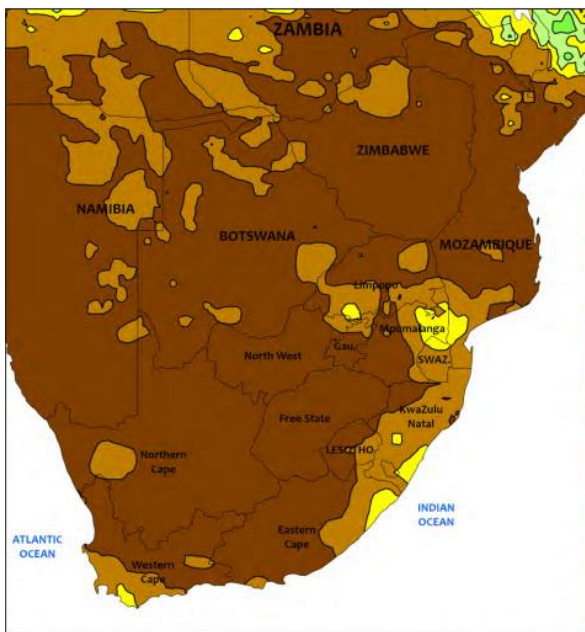 ZAMBIA
ZIMBABWE
NAMIBIA
BOTSWANA
MOZAMBIQUE
Limpopo
Mpumalanga
Gau.
North West
SWAZ.
KwaZulu
Natal
Free State
LESOTHO
Northern
Cape
INDIAN
OCEAN
Eastern
Cape
ATLANTIC
OCEAN
Western
Cape